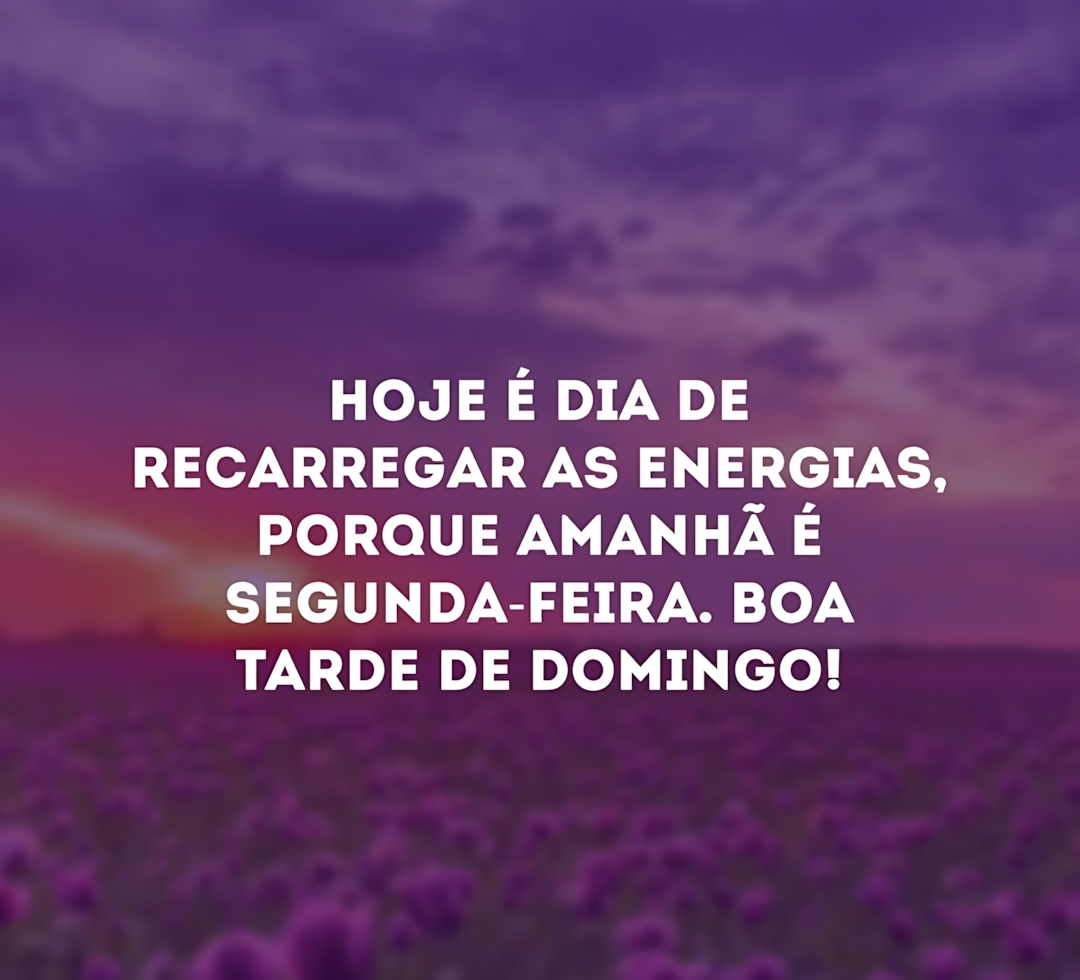 HOJE É DIA DE
RECARREGAR AS ENERGIAS,
PORQUE AMANHÃ É
SEGUNDA-FEIRA. BOA
TARDE DE DOMINGO!